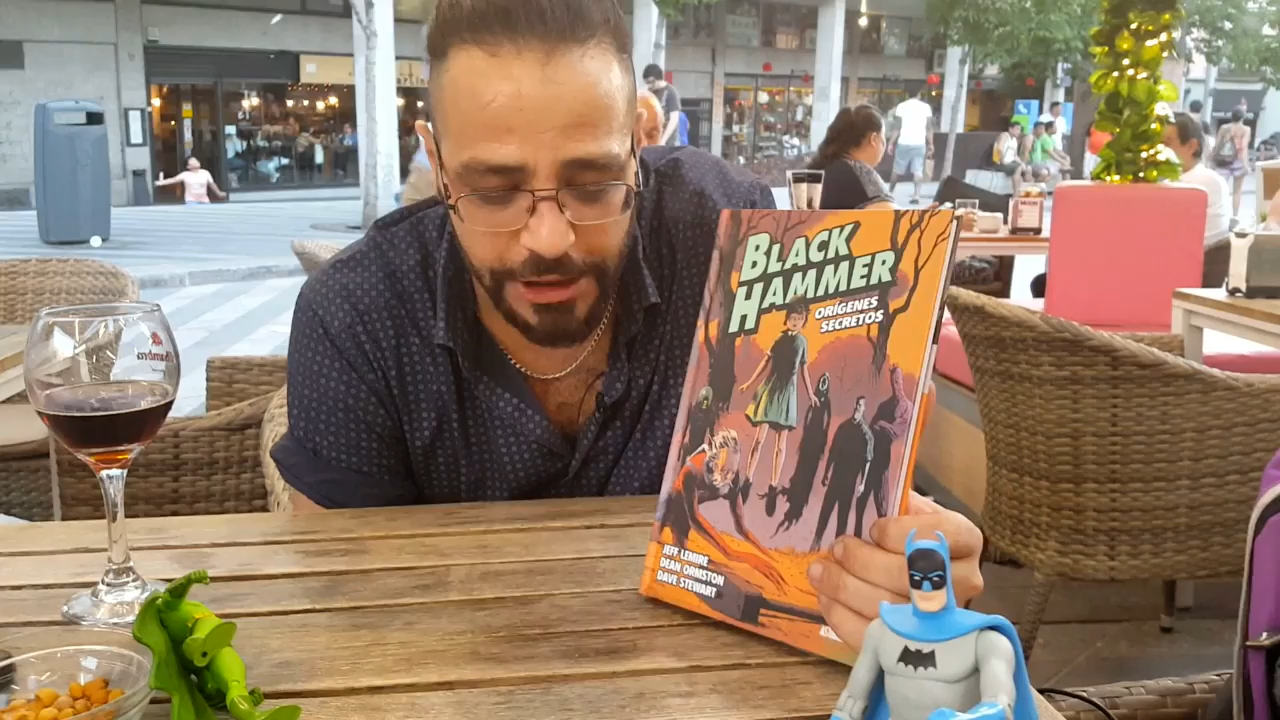 BLACK
HAMMER
ORÍGENES
SECRETOS
JEFF LEMIRE
DEAN ORMSTON
DAVE STEWART